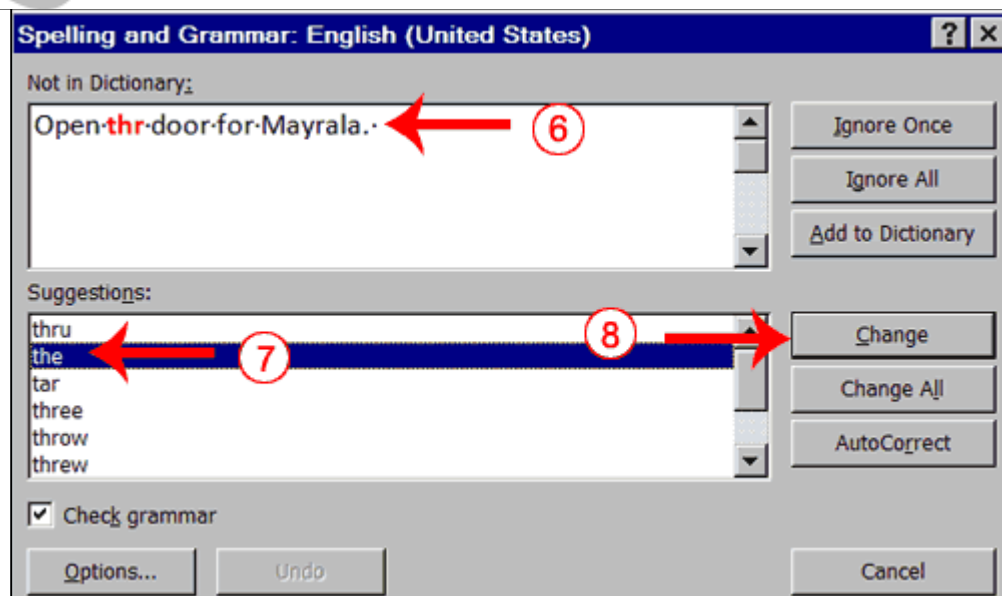 Spelling and Grammar: English (United States)
? ×
Not in Dictionary:
Open·thr·door·for·Mayrala.·
6
Ignore Once
Ignore All
Add to Dictionary
Suggestions:
thru
the
tar
three
throw
threw
7
8
Change
Change All
AutoCorrect
Check grammar
Options...
Undo
Cancel